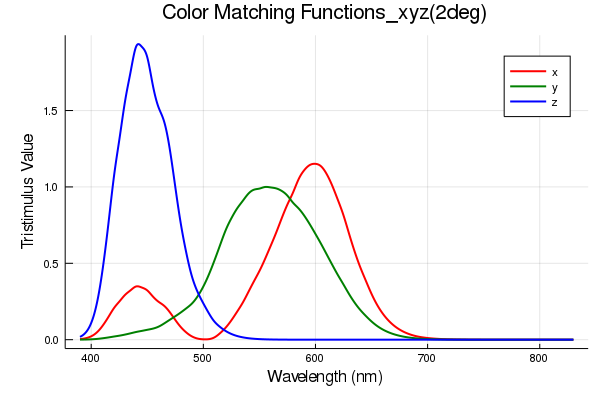 Color Matching Functions_xyz(2deg)
x
y
z
1.5
1.0
0.5
0.0
Tristimulus Value
400 500 600 700 800
Wavelength (nm)